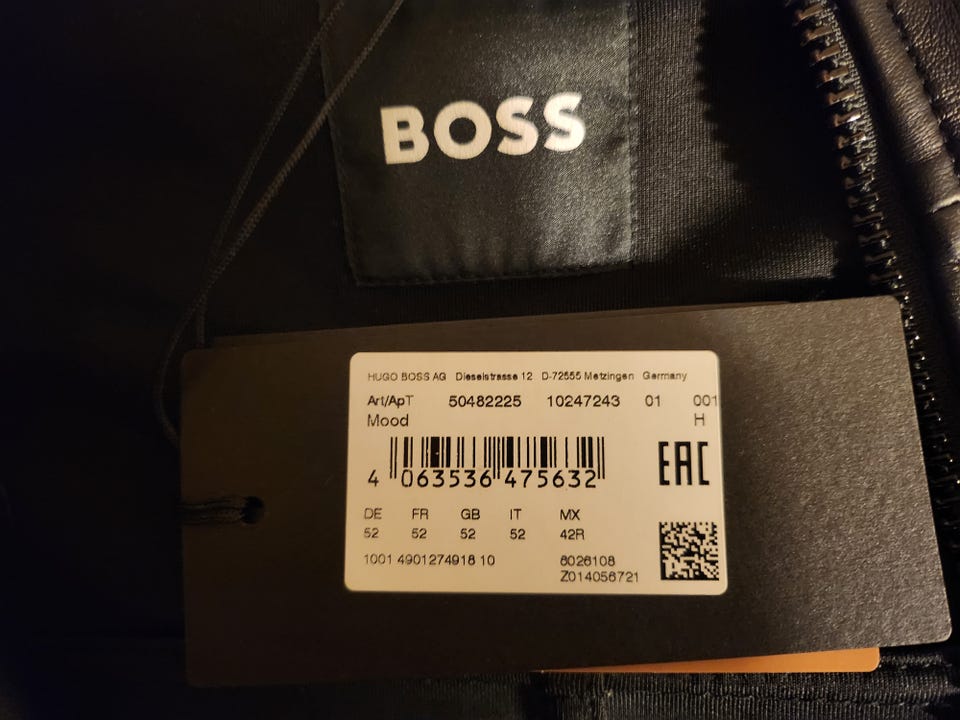 BOSS
HUGO BOSS AG Dieselstrasse 12 D-72555 Metzingen Germany
Art/ApT 50482225 10247243 01 001
Mood H
4 063536 475632
EAC
DE FR GB IT MX
52 52 52 52 42R
1001 4901274918 10 6026108
Z014056721